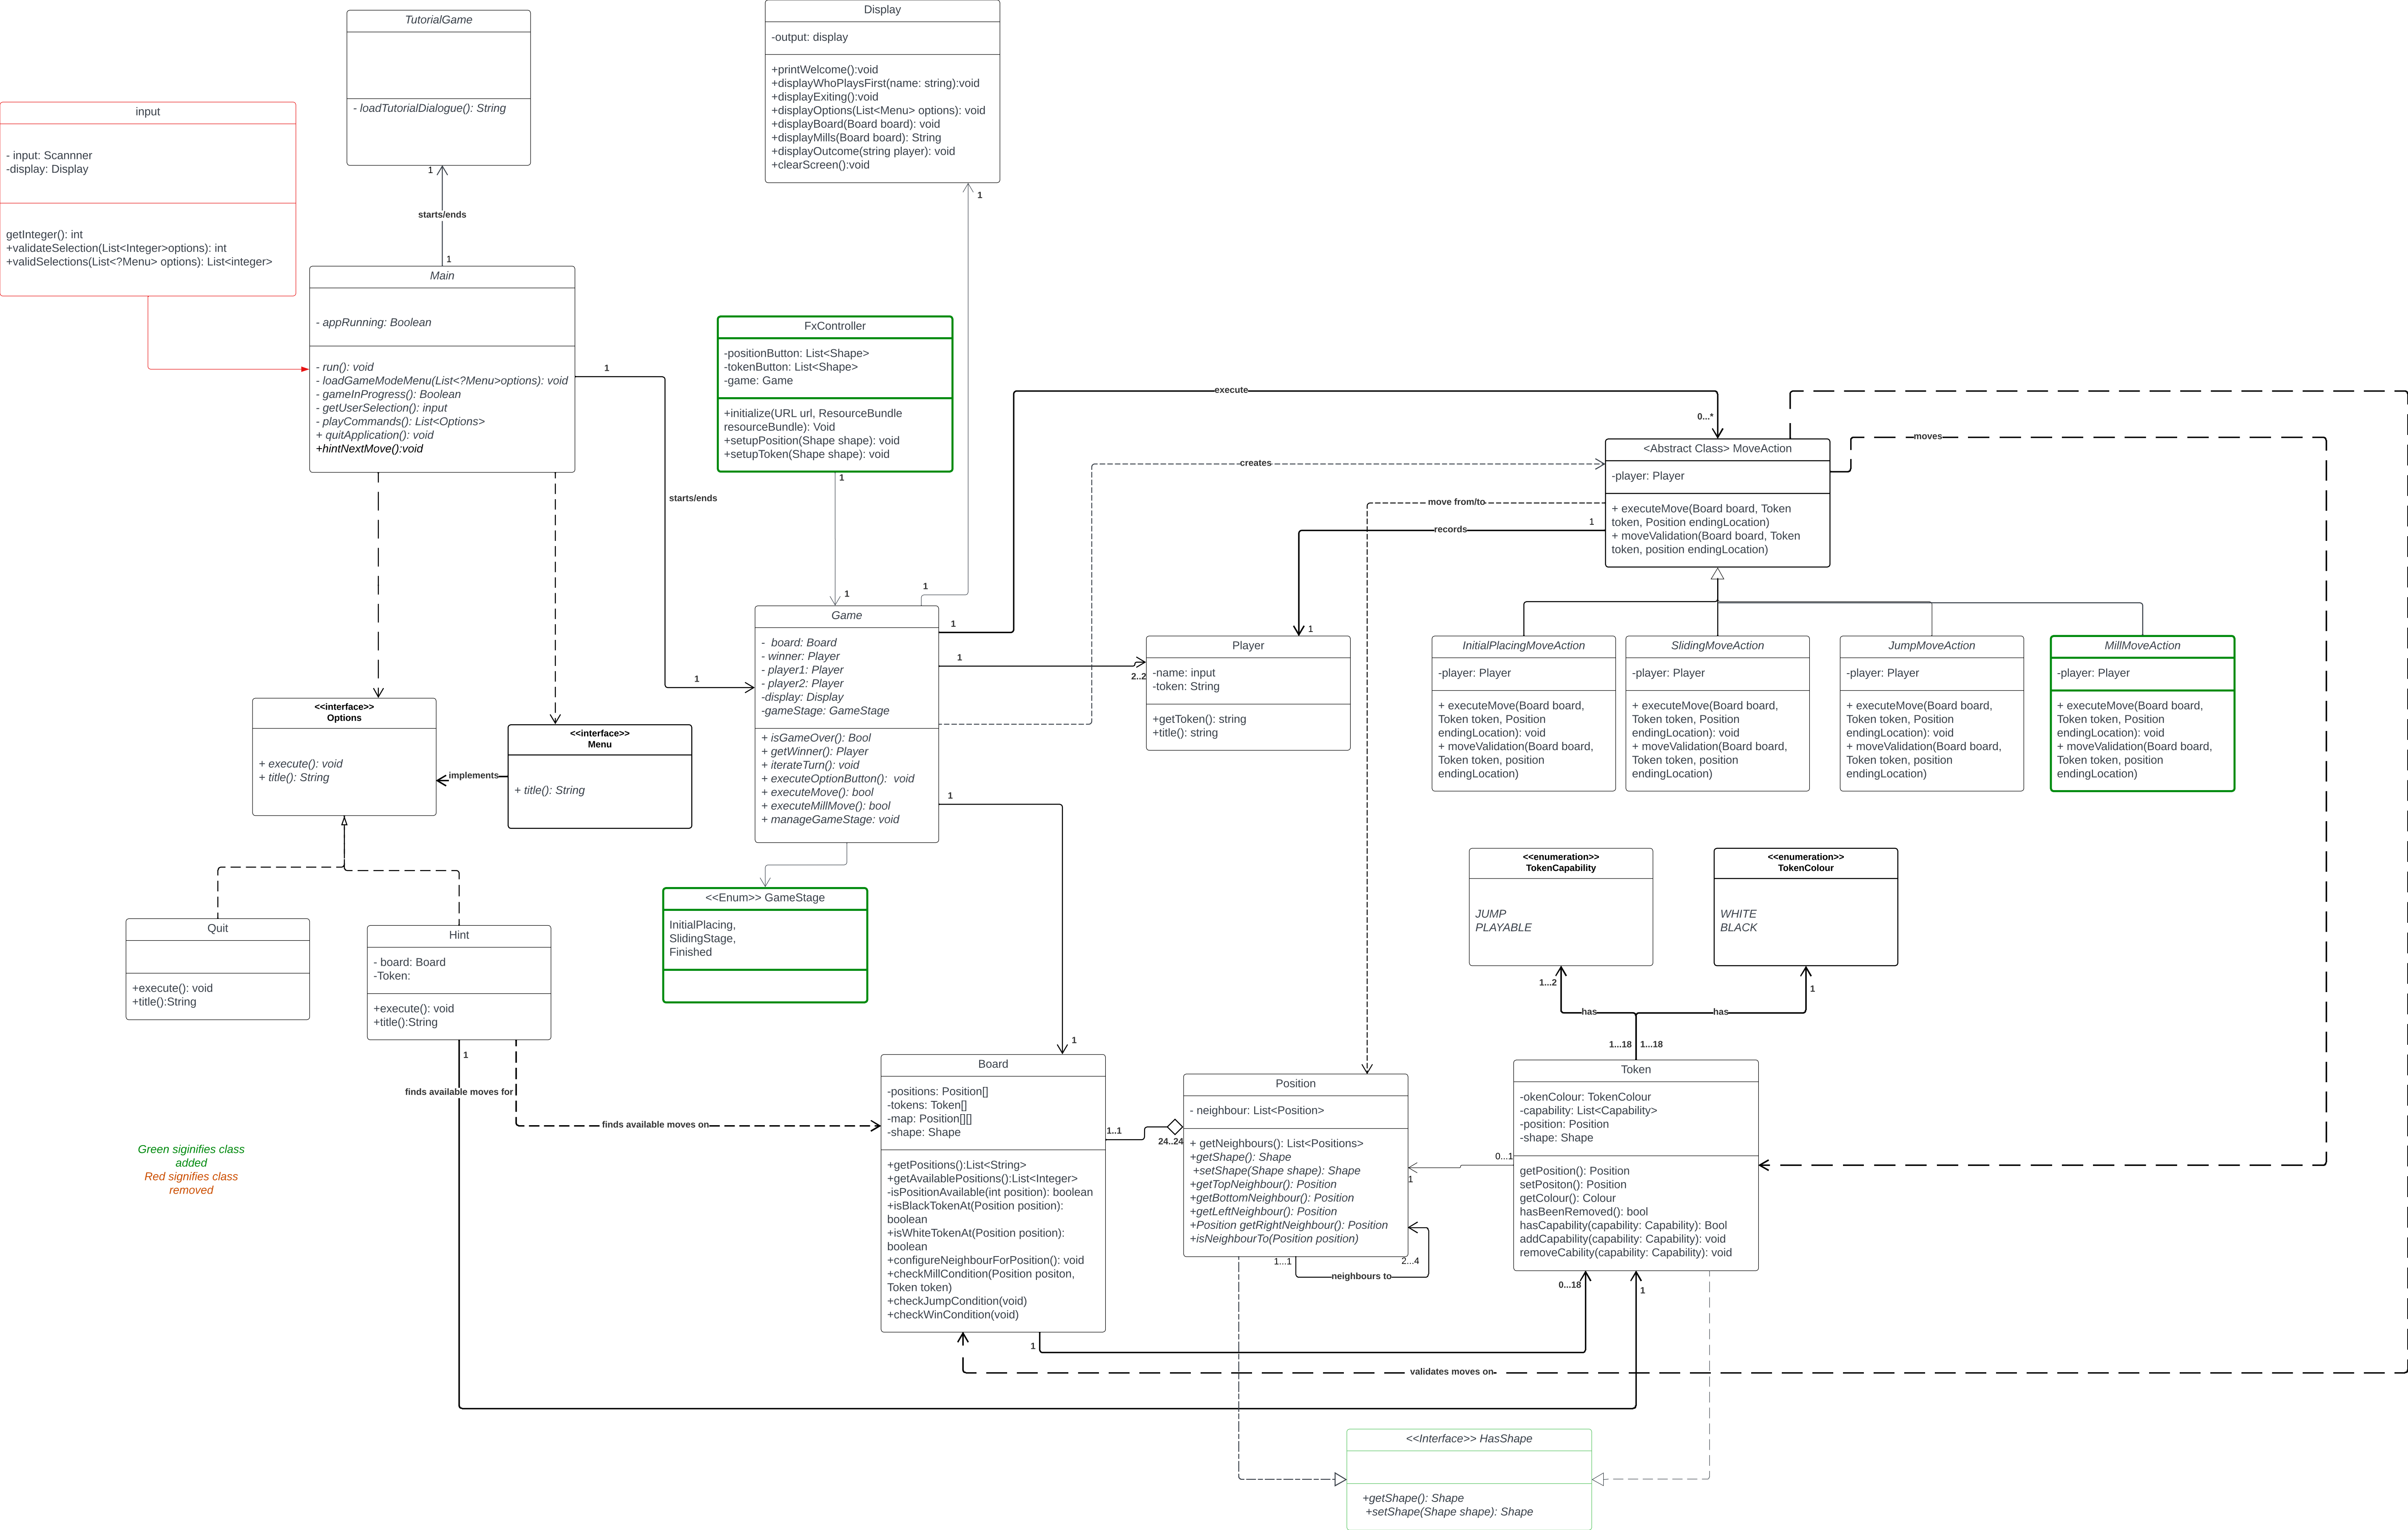 TutorialGame
- loadTutorialDialogue(): String
Display
-output: display
+printWelcome():void
+displayWhoPlaysFirst(name: string):void
+displayExiting():void
+displayOptions(List<Menu> options): void
+displayBoard(Board board): void
+displayMills(Board board): String
+displayOutcome(string player): void
+clearScreen():void
input
- input: Scannner
-display: Display
getInteger(): int
+validateSelection(List<Integer>options): int
+validSelections(List<?Menu> options): List<integer>
1
starts/ends
1
1
Main
- appRunning: Boolean
- run(): void
- loadGameModeMenu(List<?Menu>options): void
- gameInProgress(): Boolean
- getUserSelection(): input
- playCommands(): List<Options>
+ quitApplication(): void
+hintNextMove():void
1
starts/ends
1
FxController
-positionButton: List<Shape>
-tokenButton: List<Shape>
-game: Game
+initialize(URL url, ResourceBundle
resourceBundle): Void
+setupPosition(Shape shape): void
+setupToken(Shape shape): void
1
1
1
execute
0...*
creates
move from/to
records
1
1
moves
<Abstract Class> MoveAction
-player: Player
+ executeMove(Board board, Token
token, Position endingLocation)
+ moveValidation(Board board, Token
token, position endingLocation)
Game
-  board: Board
- winner: Player
- player1: Player
- player2: Player
-display: Display
-gameStage: GameStage
+ isGameOver(): Bool
+ getWinner(): Player
+ iterateTurn(): void
+ executeOptionButton():  void
+ executeMove(): bool
+ executeMillMove(): bool
+ manageGameStage: void
1
1
2..2
1
Player
-name: input
-token: String
+getToken(): string
+title(): string
InitialPlacingMoveAction
-player: Player
+ executeMove(Board board,
Token token, Position
endingLocation): void
+ moveValidation(Board board,
Token token, position
endingLocation)
SlidingMoveAction
-player: Player
+ executeMove(Board board,
Token token, Position
endingLocation): void
+ moveValidation(Board board,
Token token, position
endingLocation)
JumpMoveAction
-player: Player
+ executeMove(Board board,
Token token, Position
endingLocation): void
+ moveValidation(Board board,
Token token, position
endingLocation)
MillMoveAction
-player: Player
+ executeMove(Board board,
Token token, Position
endingLocation): void
+ moveValidation(Board board,
Token token, position
endingLocation)
<<interface>>
Options
+ execute(): void
+ title(): String
implements
<<interface>>
Menu
+ title(): String
<<enumeration>>
TokenCapability
JUMP
PLAYABLE
<<enumeration>>
TokenColour
WHITE
BLACK
<<Enum>> GameStage
InitialPlacing,
SlidingStage,
Finished
Quit
+execute(): void
+title():String
Hint
- board: Board
-Token:
+execute(): void
+title():String
1
finds available moves for
finds available moves on
1...2
1
has
has
1...18
1...18
1
Board
-positions: Position[]
-tokens: Token[]
-map: Position[][]
-shape: Shape
+getPositions():List<String>
+getAvailablePositions():List<Integer>
-isPositionAvailable(int position): boolean
+isBlackTokenAt(Position position):
boolean
+isWhiteTokenAt(Position position):
boolean
+configureNeighbourForPosition(): void
+checkMillCondition(Position positon,
Token token)
+checkJumpCondition(void)
+checkWinCondition(void)
1..1
24..24
Position
- neighbour: List<Position>
+ getNeighbours(): List<Positions>
+getShape(): Shape
+setShape(Shape shape): Shape
+getTopNeighbour(): Position
+getBottomNeighbour(): Position
+getLeftNeighbour(): Position
+Position getRightNeighbour(): Position
+isNeighbourTo(Position position)
0...1
1
1...1
2...4
neighbours to
Token
-okenColour: TokenColour
-capability: List<Capability>
-position: Position
-shape: Shape
getPosition(): Position
setPositon(): Position
getColour(): Colour
hasBeenRemoved(): bool
hasCapability(capability: Capability): Bool
addCapability(capability: Capability): void
removeCability(capability: Capability): void
0...18
1
1
validates moves on
Green siginifies class
added
Red signifies class
removed
<<Interface>> HasShape
+getShape(): Shape
+setShape(Shape shape): Shape